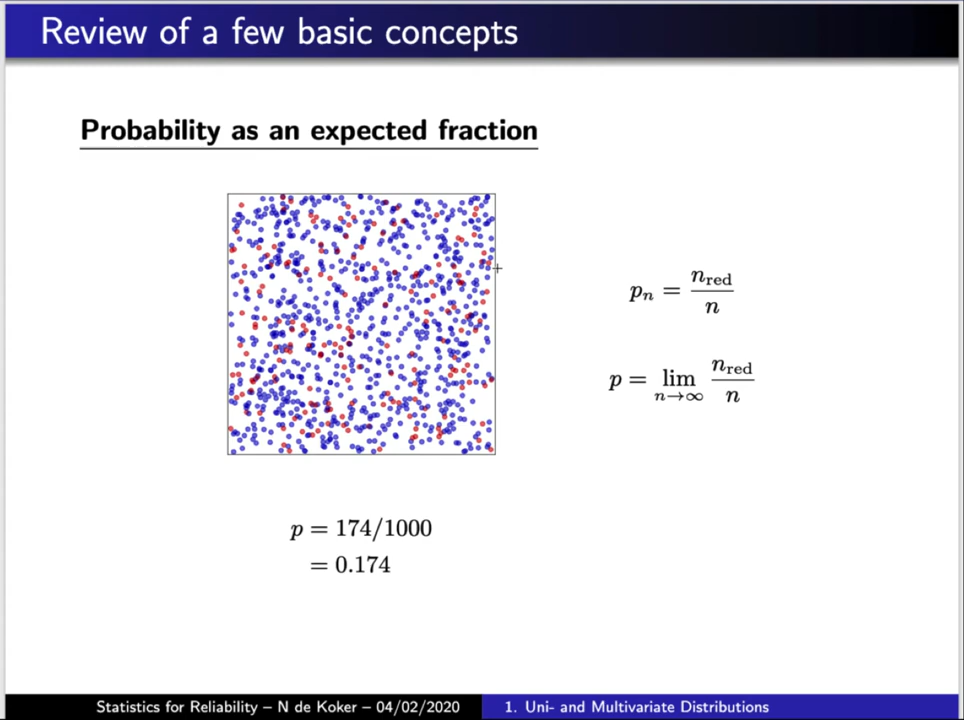 Review of a few basic concepts
Probability as an expected fraction
pₙ = n_red / n
p = lim_{n→∞} n_red / n
p = 174/1000
= 0.174
Statistics for Reliability – N de Koker – 04/02/2020
1. Uni- and Multivariate Distributions